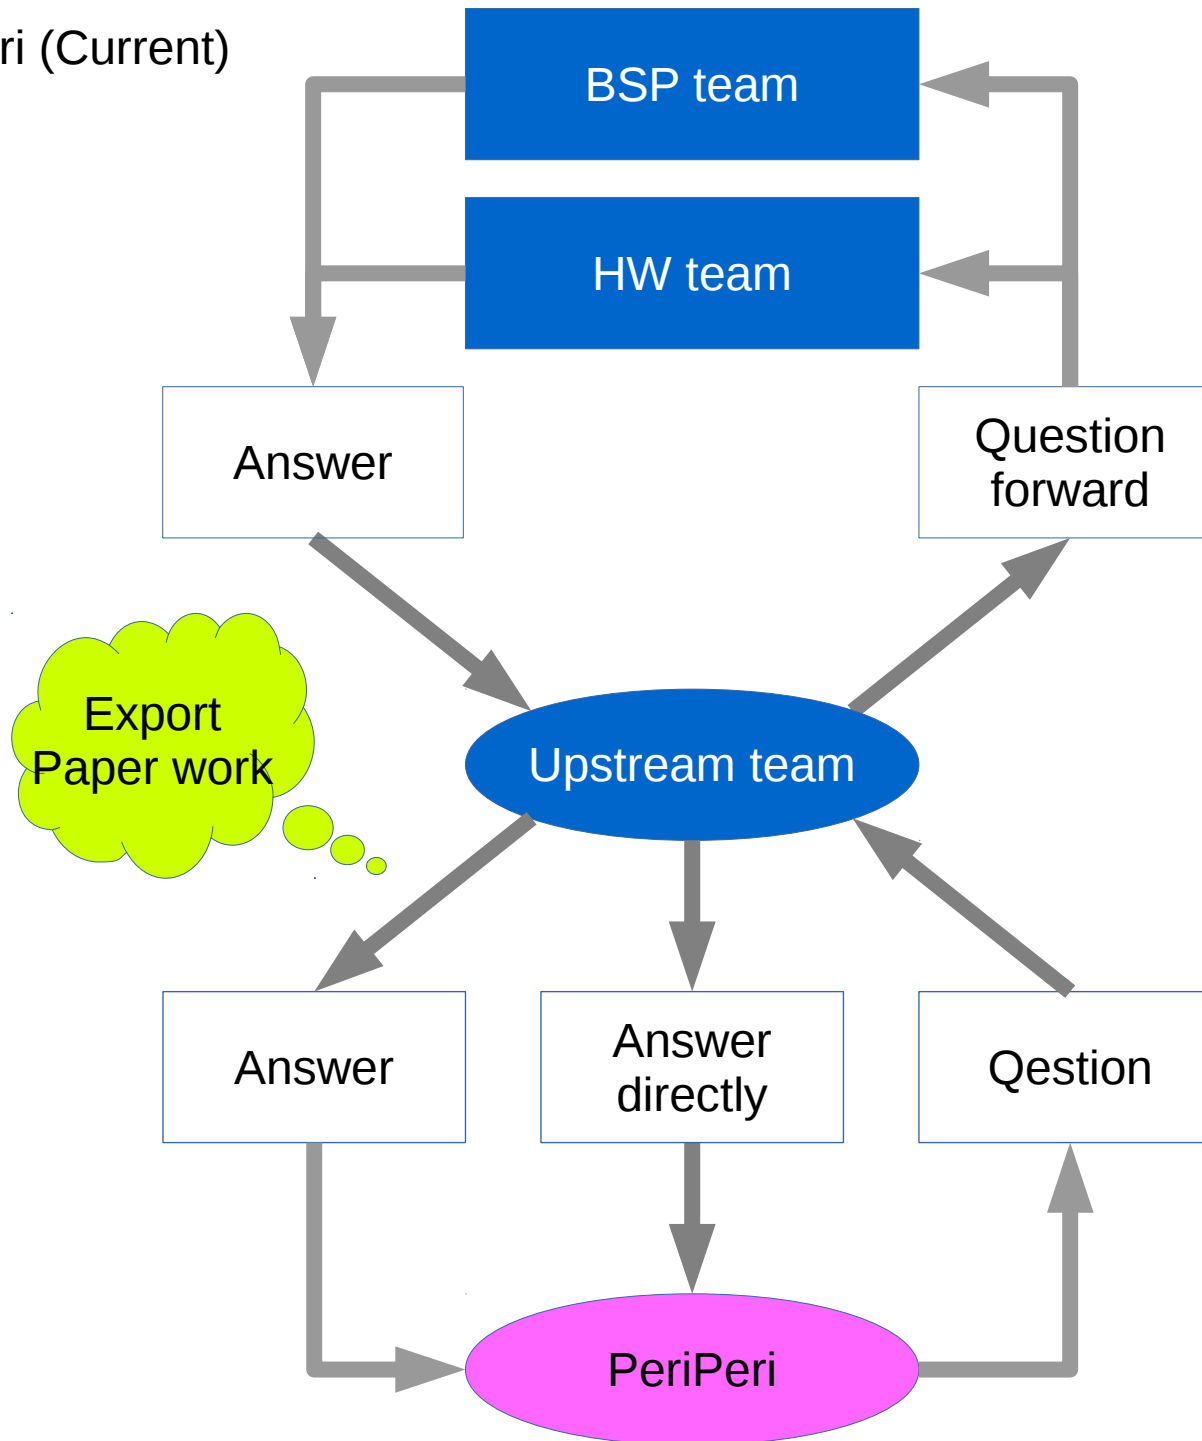 ri (Current)
BSP team
HW team
Answer
Question
forward
Export
Paper work
Upstream team
Answer
Answer
directly
Qestion
PeriPeri